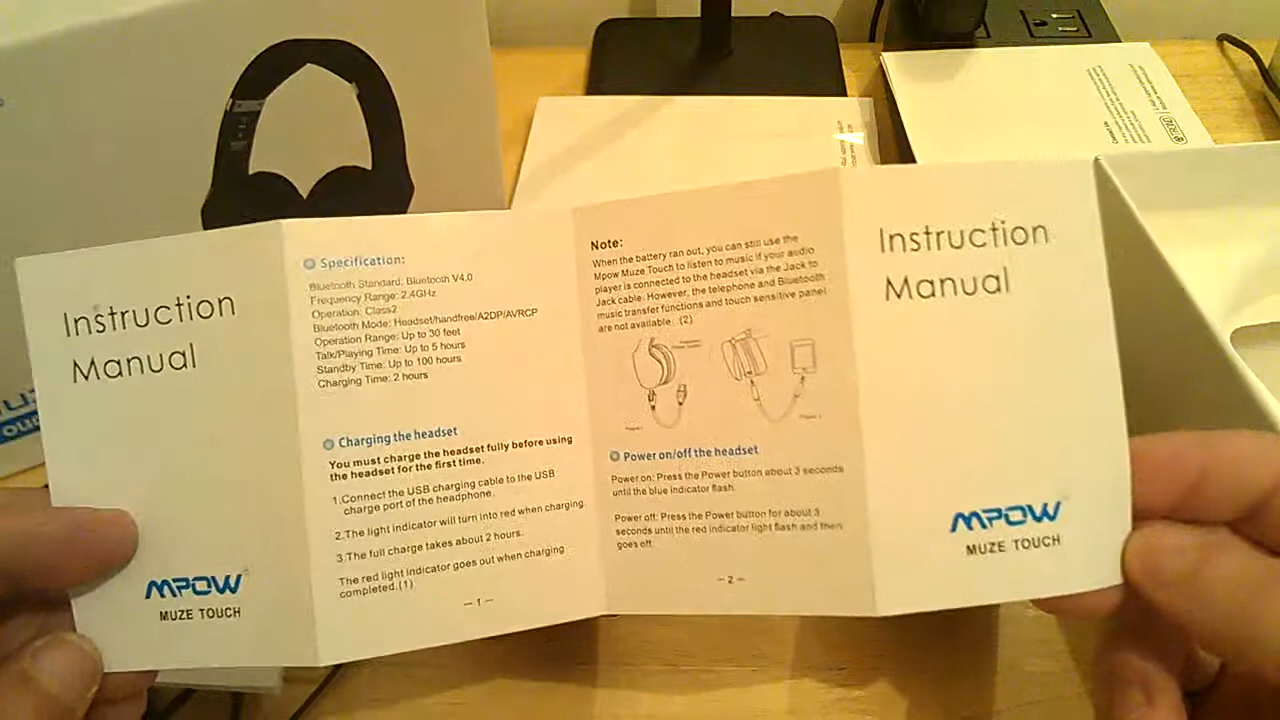 Instruction
Manual
MPOW
MUZE TOUCH
Specification:
Bluetooth Standard: Bluetooth V4.0
Frequency Range: 2.4GHz
Operation: Class2
Bluetooth Mode: Headset/handfree/A2DP/AVRCP
Operation Range: Up to 30 feet
Talk/Playing Time: Up to 5 hours
Standby Time: Up to 100 hours
Charging Time: 2 hours
Charging the headset
You must charge the headset fully before using
the headset for the first time.
1.Connect the USB charging cable to the USB
charge port of the headphone.
2.The light indicator will turn into red when charging.
3.The full charge takes about 2 hours.
The red light indicator goes out when charging
completed.(1)
—1—
Note:
When the battery ran out, you can still use the
Mpow Muze Touch to listen to music if your audio
player is connected to the headset via the Jack to
Jack cable. However, the telephone and Bluetooth
music transfer functions and touch sensitive panel
are not available. (2)
Power on/off the headset
Power on: Press the Power button about 3 seconds
until the blue indicator flash.
Power off: Press the Power button for about 3
seconds until the red indicator light flash and then
goes off.
—2—
Instruction
Manual
MPOW
MUZE TOUCH